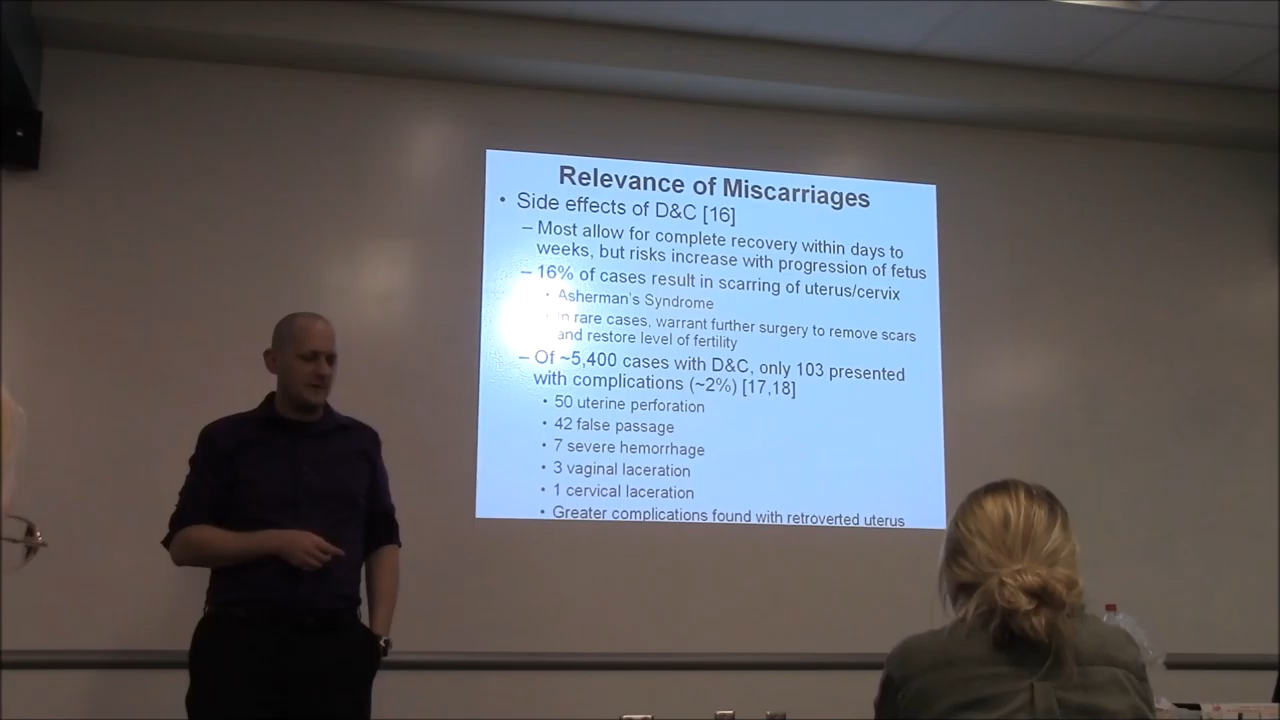 Relevance of Miscarriages
• Side effects of D&C [16]
– Most allow for complete recovery within days to
weeks, but risks increase with progression of fetus
– 16% of cases result in scarring of uterus/cervix
• Asherman's Syndrome
• In rare cases, warrant further surgery to remove scars
and restore level of fertility
– Of ~5,400 cases with D&C, only 103 presented
with complications (~2%) [17,18]
• 50 uterine perforation
• 42 false passage
• 7 severe hemorrhage
• 3 vaginal laceration
• 1 cervical laceration
• Greater complications found with retroverted uterus